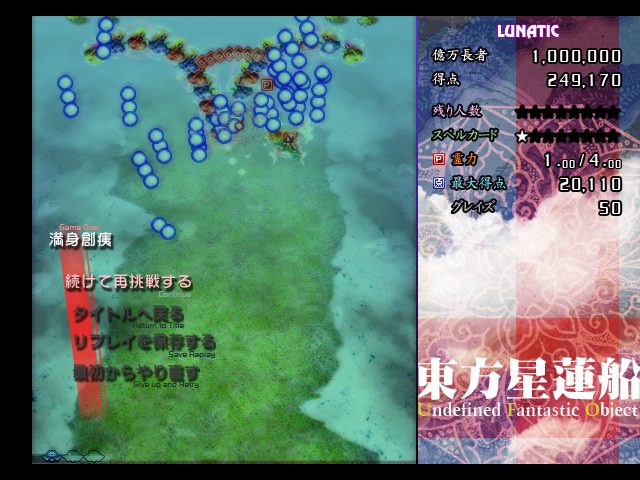 LUNATIC
億万長者 1,000,000
得点 249,170
残り人数
スペルカード
P 霊力 1.00/4.00
最大得点 20,110
グレイズ 50
P
Game Over
満身創痍
続けて再挑戦する
Continue
タイトルへ戻る
Return to Title
リプレイを保存する
Save Replay
最初からやり直す
Give up and Retry
東方星蓮船
Undefined Fantastic Object